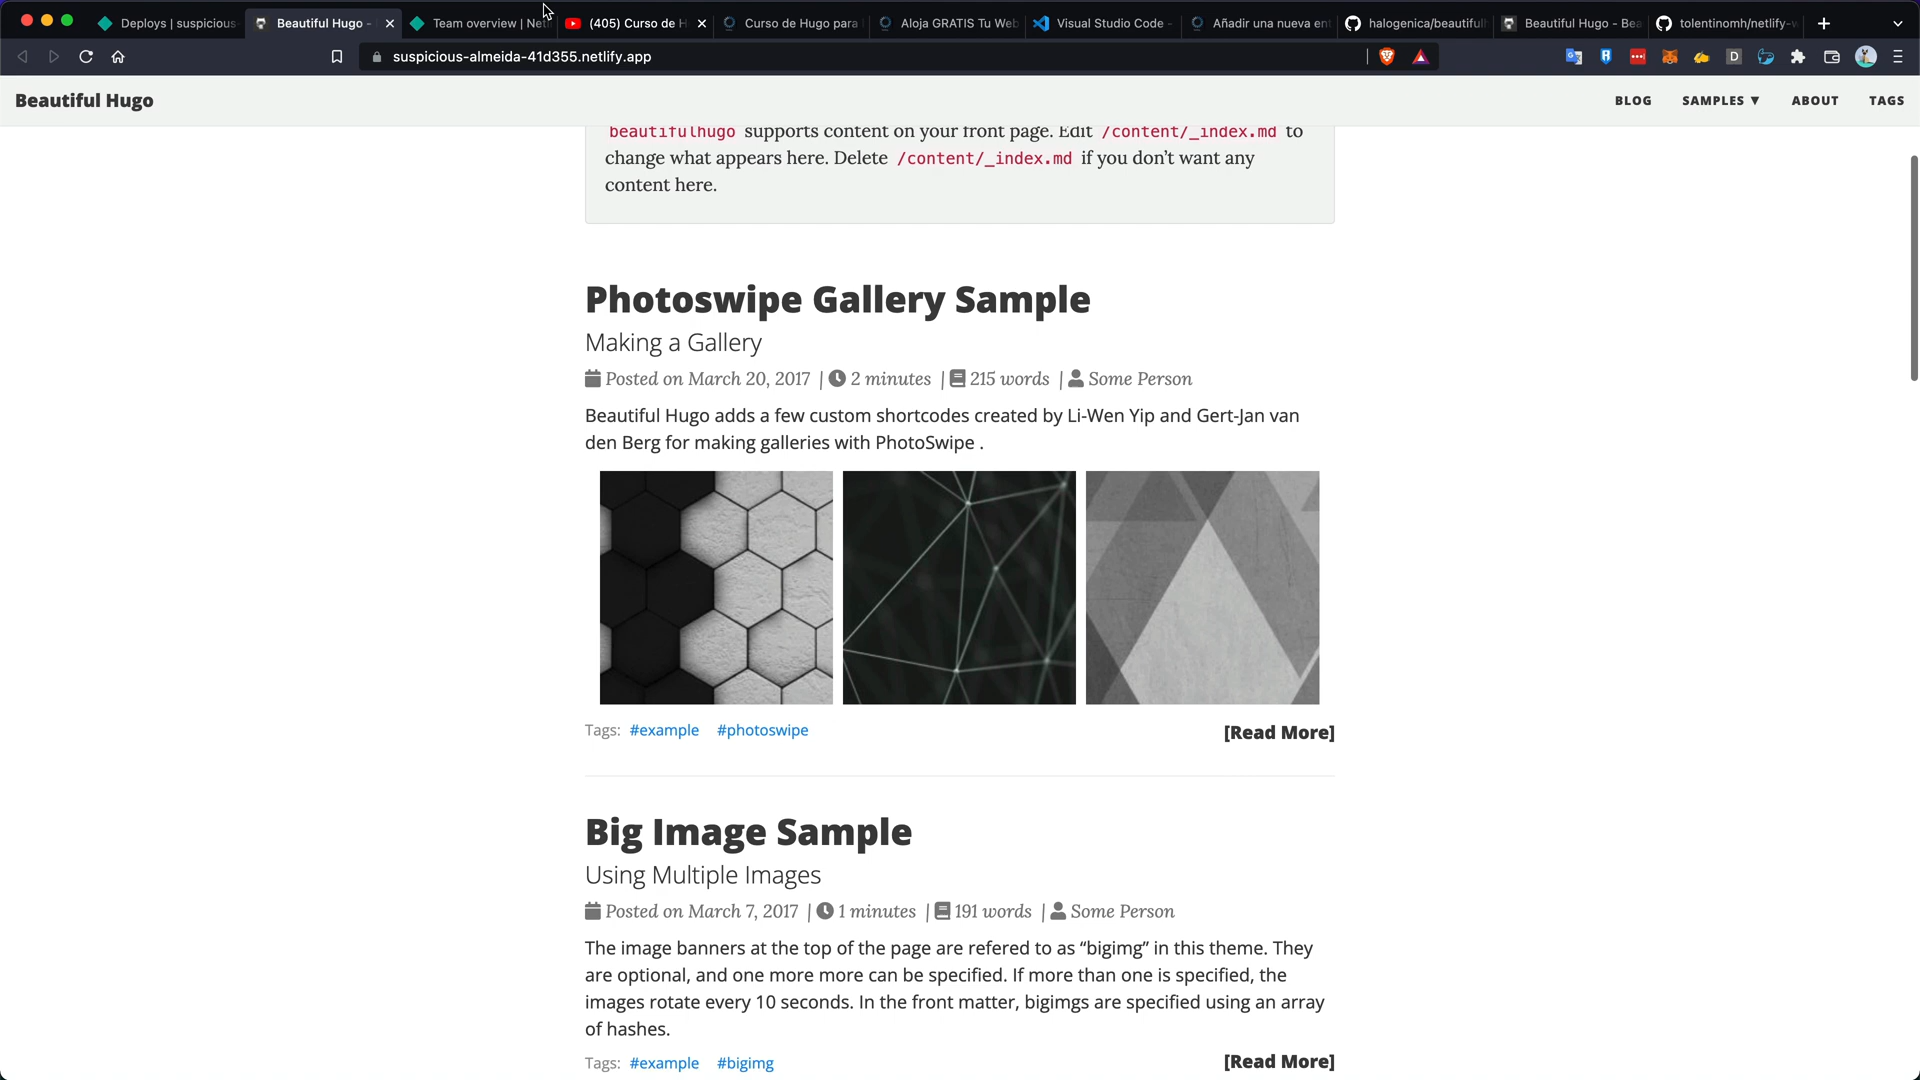 Deploys | suspicious-
Beautiful Hugo -
Team overview | Netl
(405) Curso de H
Curso de Hugo para
Aloja GRATIS Tu Web
Visual Studio Code -
Añadir una nueva ent
halogenica/beautifulh
Beautiful Hugo - Bea
tolentinomh/netlify-w
suspicious-almeida-41d355.netlify.app
Beautiful Hugo
BLOG
SAMPLES ▼
ABOUT
TAGS
beautifulhugo supports content on your front page. Edit /content/_index.md to
change what appears here. Delete /content/_index.md if you don’t want any
content here.
Photoswipe Gallery Sample
Making a Gallery
Posted on March 20, 2017 | 2 minutes | 215 words | Some Person
Beautiful Hugo adds a few custom shortcodes created by Li-Wen Yip and Gert-Jan van
den Berg for making galleries with PhotoSwipe .
Tags: #example #photoswipe
[Read More]
Big Image Sample
Using Multiple Images
Posted on March 7, 2017 | 1 minutes | 191 words | Some Person
The image banners at the top of the page are refered to as “bigimg” in this theme. They
are optional, and one more more can be specified. If more than one is specified, the
images rotate every 10 seconds. In the front matter, bigimgs are specified using an array
of hashes.
Tags: #example #bigimg
[Read More]